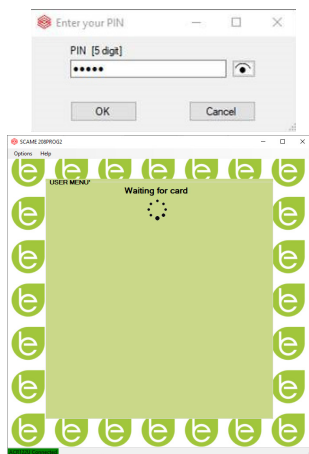 Enter your PIN
PIN [5 digit]
●●●●●
OK Cancel
SCAME 208PROG2
Options Help
USER MENU'
Waiting for card